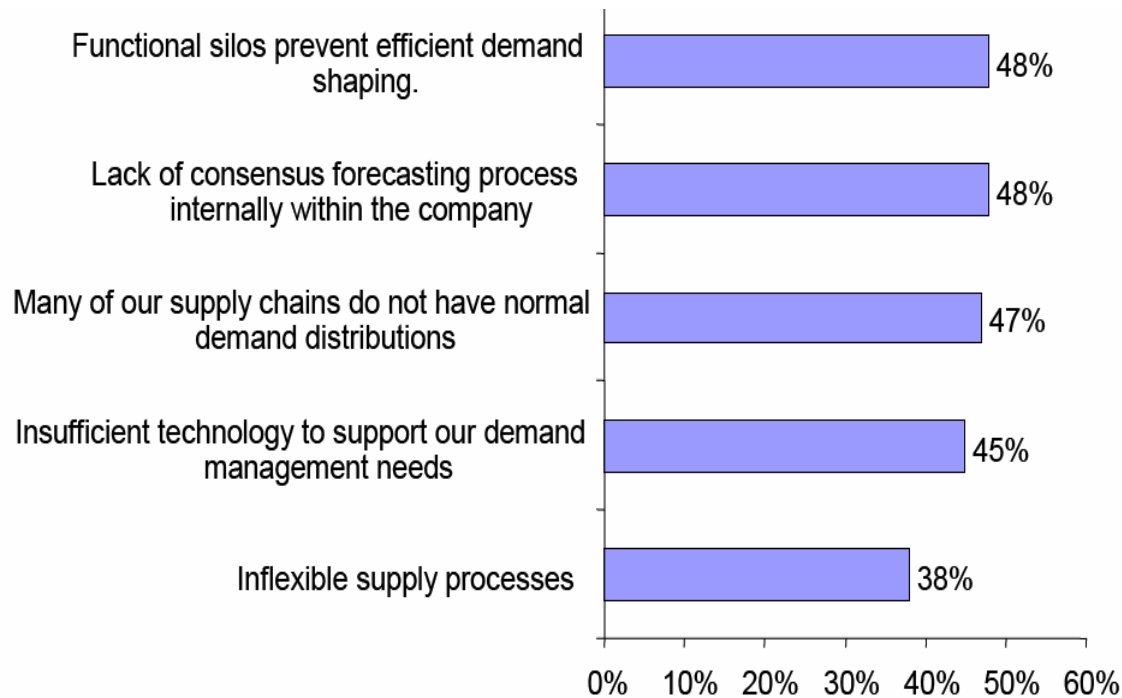 Functional silos prevent efficient demand
shaping.
48%
Lack of consensus forecasting process
internally within the company
48%
Many of our supply chains do not have normal
demand distributions
47%
Insufficient technology to support our demand
management needs
45%
Inflexible supply processes
38%
0% 10% 20% 30% 40% 50% 60%